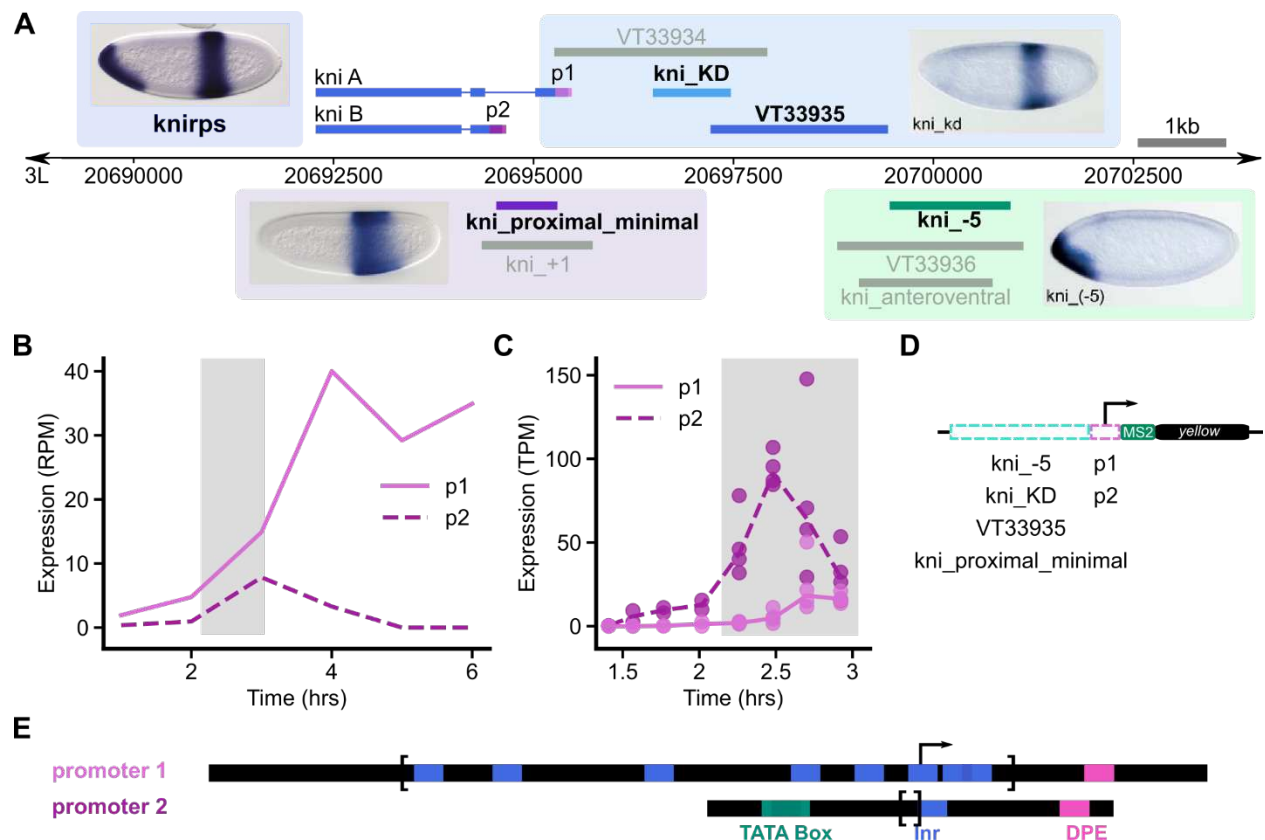 A
knirps
kni A
kni B
p1
p2
VT33934
kni_KD
VT33935
kni_kd
1kb
3L
20690000 20692500 20695000 20697500 20700000 20702500
kni_proximal_minimal
kni_+1
kni_-5
VT33936
kni_anteroventral
kni_(-5)
B
Expression (RPM)
40
30
20
10
0
p1
p2
2 4 6
Time (hrs)
C
Expression (TPM)
150
100
50
0
p1
p2
1.5 2 2.5 3
Time (hrs)
D
MS2 yellow
kni_-5 p1
kni_KD p2
VT33935
kni_proximal_minimal
E
promoter 1
promoter 2
TATA Box Inr DPE